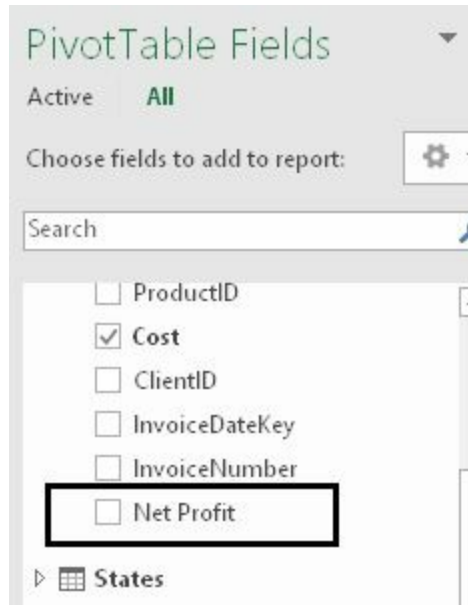 PivotTable Fields
Active All
Choose fields to add to report:
Search
ProductID
Cost
ClientID
InvoiceDateKey
InvoiceNumber
Net Profit
States